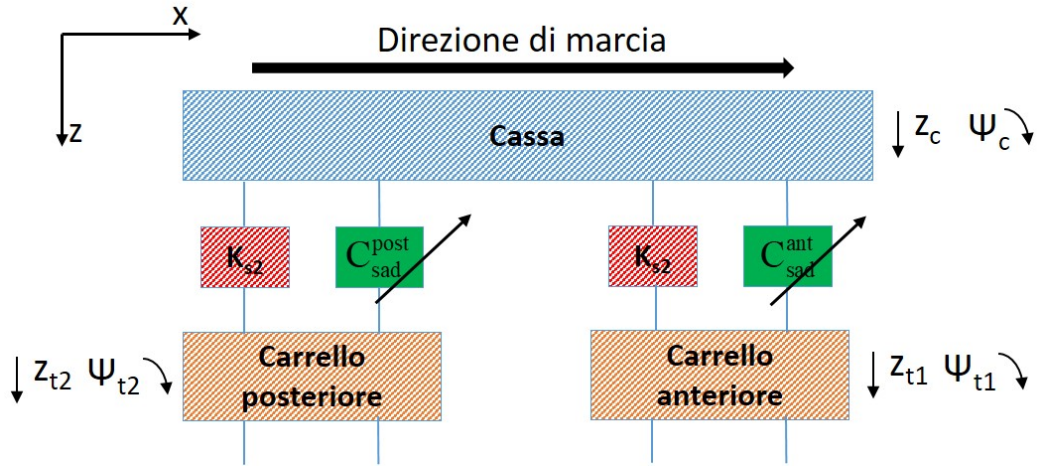 x
Direzione di marcia
z
Cassa
z_c Ψ_c
K_s2
C_sad^post
K_s2
C_sad^ant
z_t2 Ψ_t2
Carrello
posteriore
Carrello
anteriore
z_t1 Ψ_t1